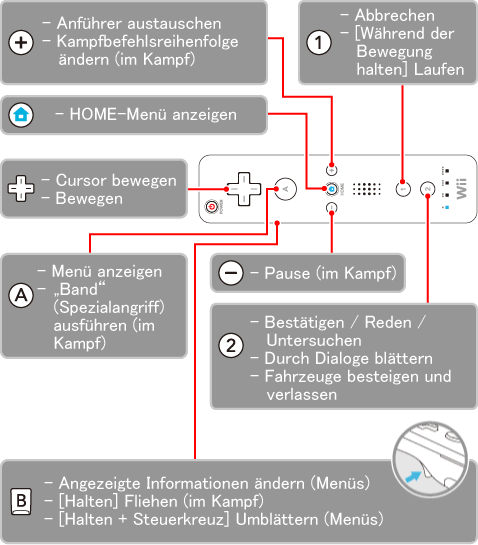 – Anführer austauschen
– Kampfbefehlsreihenfolge
ändern (im Kampf)
1
– Abbrechen
– [Während der
Bewegung
halten] Laufen
– HOME-Menü anzeigen
– Cursor bewegen
– Bewegen
POWER
A
HOME
1
2
Wii
A
– Menü anzeigen
– „Band“
(Spezialangriff)
ausführen (im
Kampf)
– Pause (im Kampf)
2
– Bestätigen / Reden /
Untersuchen
– Durch Dialoge blättern
– Fahrzeuge besteigen und
verlassen
B
– Angezeigte Informationen ändern (Menüs)
– [Halten] Fliehen (im Kampf)
– [Halten + Steuerkreuz] Umblättern (Menüs)